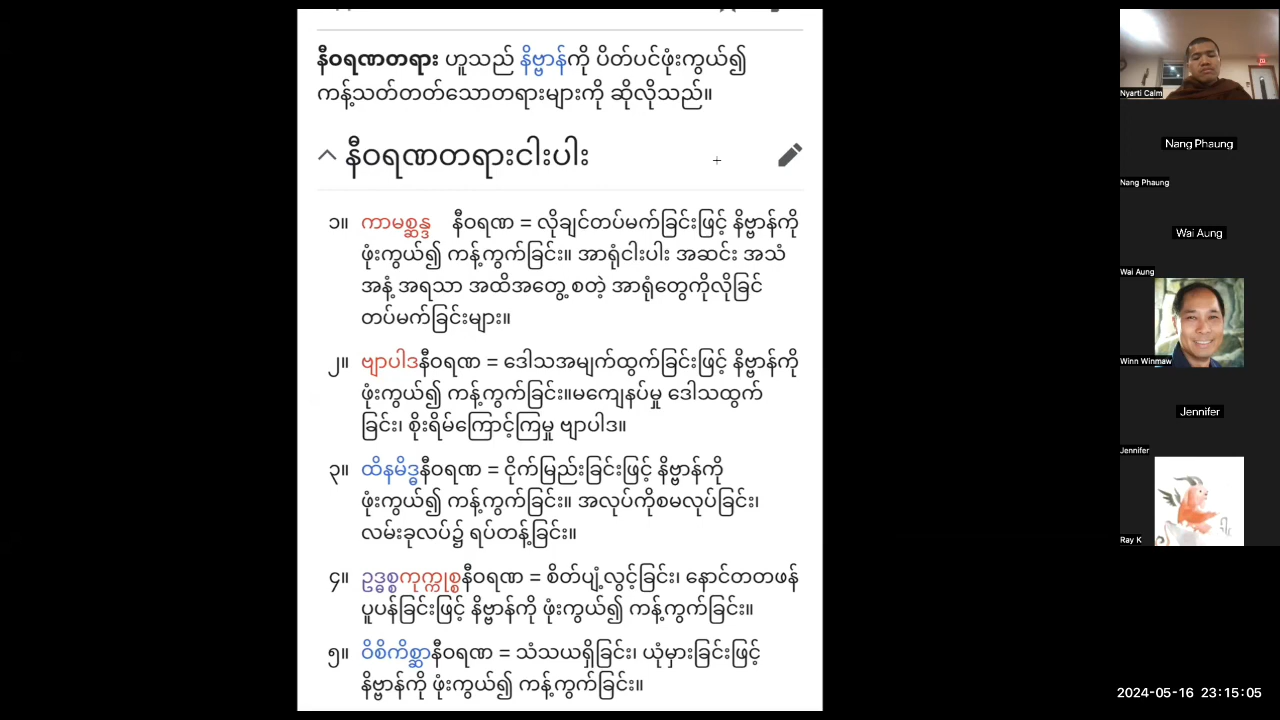 နီဝရဏတရား ဟူသည် နိဗ္ဗာန်ကို ပိတ်ပင်ဖုံးကွယ်၍
ကန့်သတ်တတ်သောတရားများကို ဆိုလိုသည်။
နီဝရဏတရားငါးပါး
၁။ ကာမစ္ဆန္ဒ နီဝရဏ = လိုချင်တပ်မက်ခြင်းဖြင့် နိဗ္ဗာန်ကို
ဖုံးကွယ်၍ ကန့်ကွက်ခြင်း။ အာရုံငါးပါး အဆင်း အသံ
အနံ့ အရသာ အထိအတွေ့ စတဲ့ အာရုံတွေကိုလိုခြင်
တပ်မက်ခြင်းများ။
၂။ ဗျာပါဒနီဝရဏ = ဒေါသအမျက်ထွက်ခြင်းဖြင့် နိဗ္ဗာန်ကို
ဖုံးကွယ်၍ ကန့်ကွက်ခြင်း။မကျေနပ်မှု ဒေါသထွက်
ခြင်း၊ စိုးရိမ်ကြောင့်ကြမှု ဗျာပါဒ။
၃။ ထိနမိဒ္ဓနီဝရဏ = ငိုက်မြည်းခြင်းဖြင့် နိဗ္ဗာန်ကို
ဖုံးကွယ်၍ ကန့်ကွက်ခြင်း။ အလုပ်ကိုစမလုပ်ခြင်း၊
လမ်းခုလပ်၌ ရပ်တန့်ခြင်း။
၄။ ဥဒ္ဓစ္စကုက္ကုစ္စနီဝရဏ = စိတ်ပျံ့လွင့်ခြင်း၊ နောင်တတဖန်
ပူပန်ခြင်းဖြင့် နိဗ္ဗာန်ကို ဖုံးကွယ်၍ ကန့်ကွက်ခြင်း။
၅။ ဝိစိကိစ္ဆာနီဝရဏ = သံသယရှိခြင်း၊ ယုံမှားခြင်းဖြင့်
နိဗ္ဗာန်ကို ဖုံးကွယ်၍ ကန့်ကွက်ခြင်း။
Nyarti Calm
Nang Phaung
Nang Phaung
Wai Aung
Wai Aung
Winn Winmaw
Jennifer
Jennifer
Ray K
2024-05-16 23:15:05